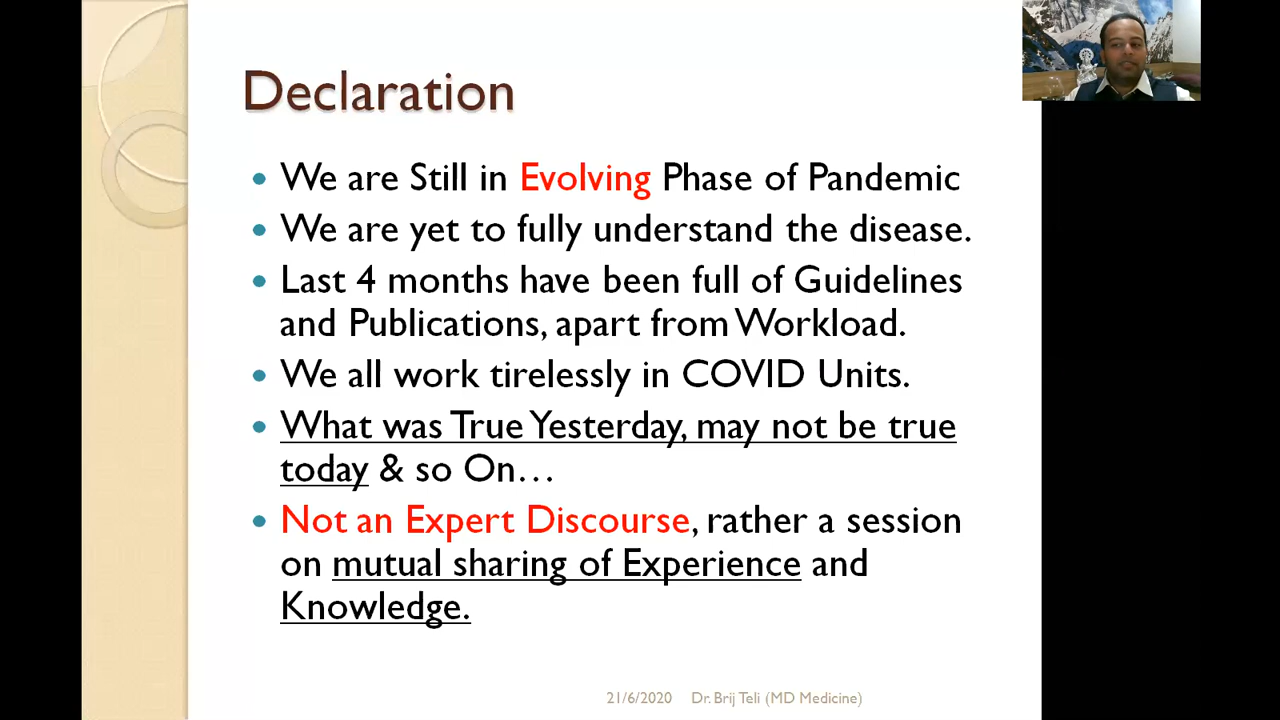 Declaration
• We are Still in Evolving Phase of Pandemic
• We are yet to fully understand the disease.
• Last 4 months have been full of Guidelines
and Publications, apart from Workload.
• We all work tirelessly in COVID Units.
• What was True Yesterday, may not be true
today & so On…
• Not an Expert Discourse, rather a session
on mutual sharing of Experience and
Knowledge.
21/6/2020 Dr. Brij Teli (MD Medicine)